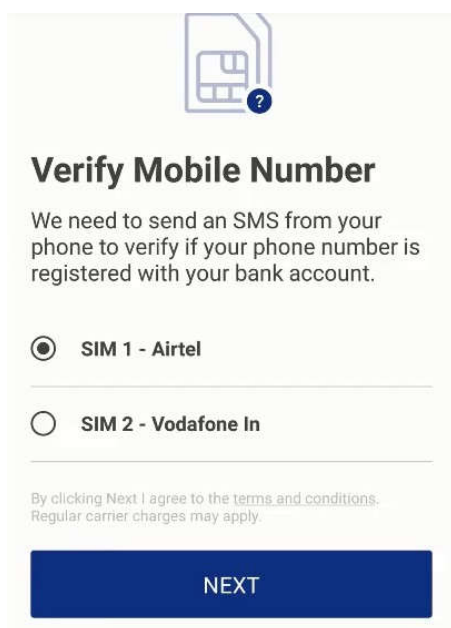 ?
Verify Mobile Number
We need to send an SMS from your
phone to verify if your phone number is
registered with your bank account.
SIM 1 - Airtel
SIM 2 - Vodafone In
By clicking Next I agree to the terms and conditions.
Regular carrier charges may apply.
NEXT